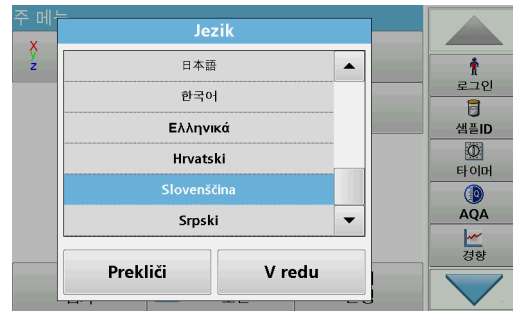 주 메뉴
Jezik
x
y
z
日本語
한국어
Ελληνικά
Hrvatski
Slovenščina
Srpski
Prekliči
V redu
로그인
샘플ID
타이머
AQA
경향